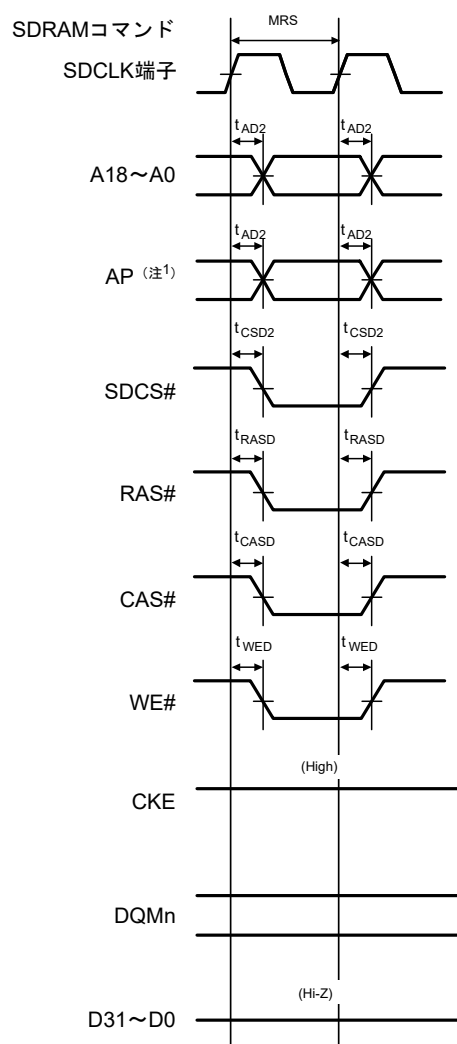 MRS
SDRAMコマンド
SDCLK端子
tAD2 tAD2
A18～A0
tAD2 tAD2
AP（注1）
tCSD2 tCSD2
SDCS#
tRASD tRASD
RAS#
tCASD tCASD
CAS#
tWED tWED
WE#
(High)
CKE
DQMn
(Hi-Z)
D31～D0